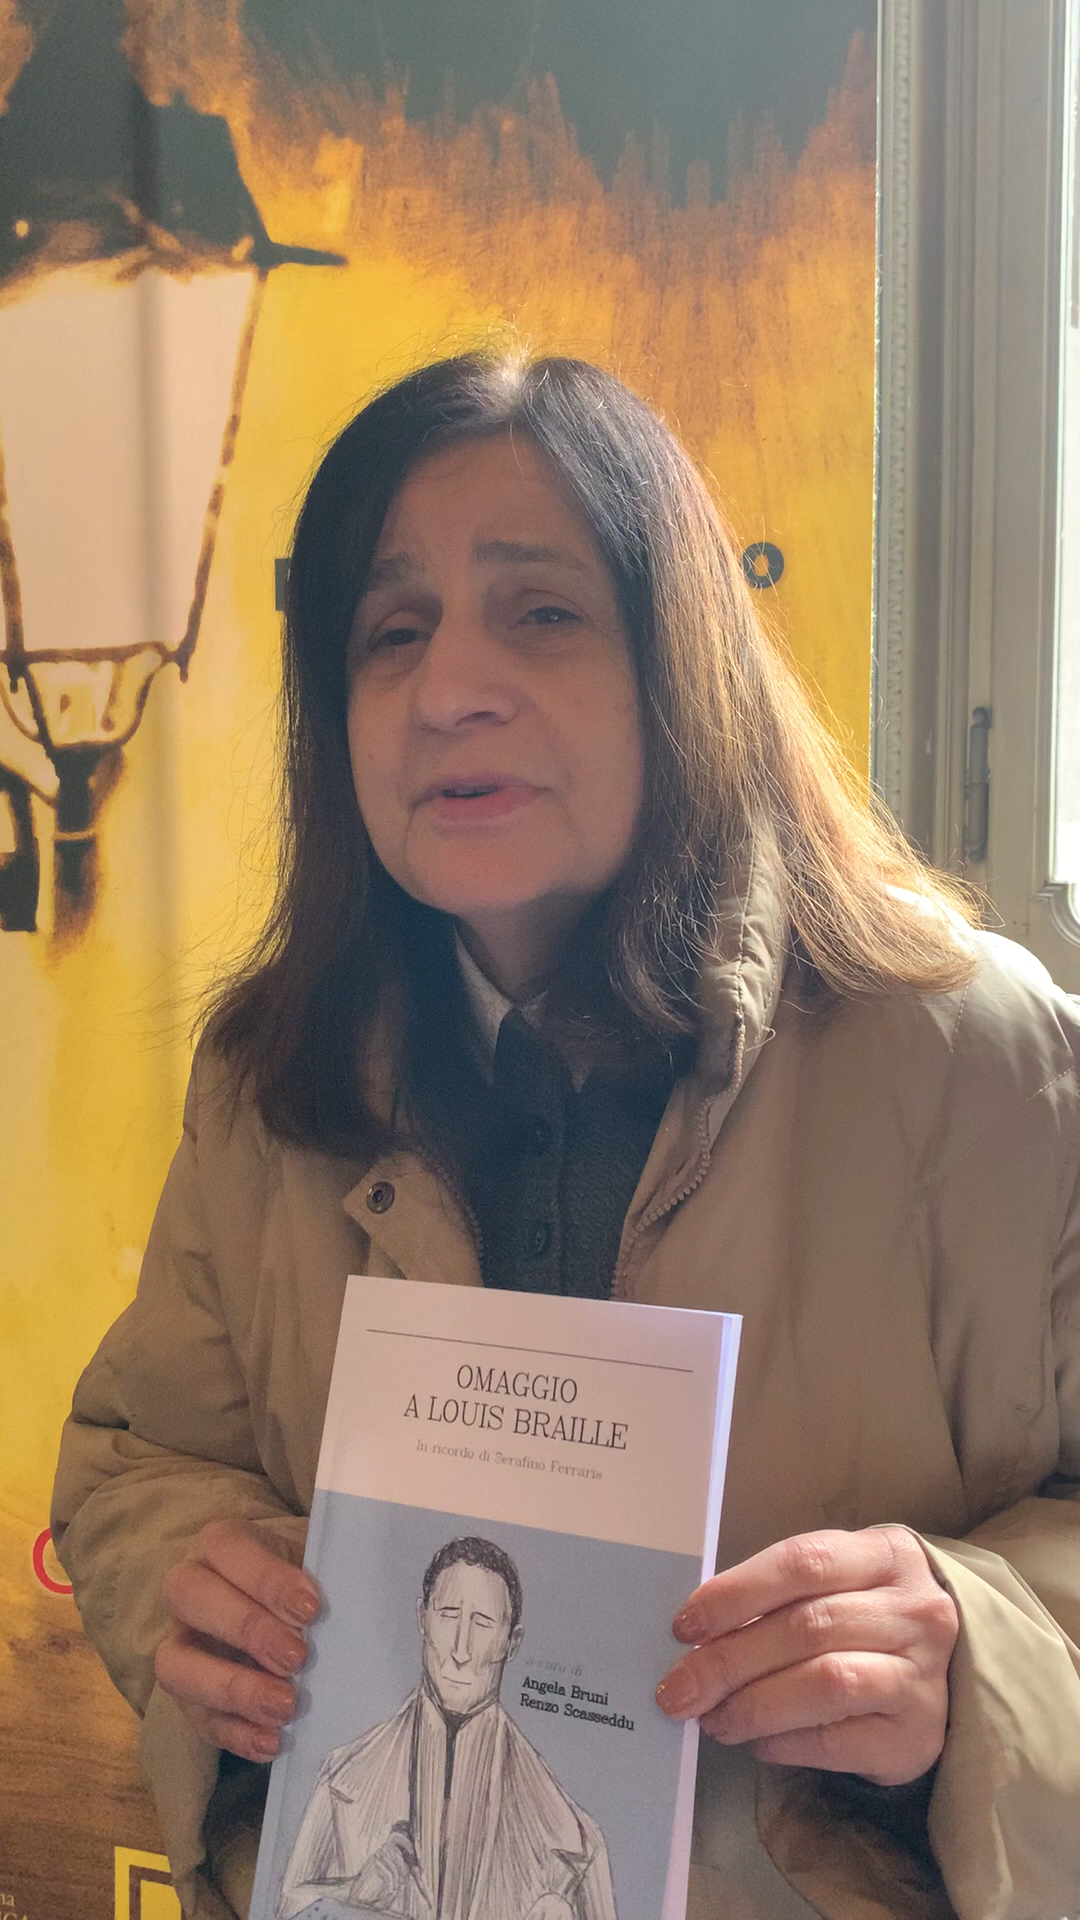 OMAGGIO
A LOUIS BRAILLE
In ricordo di Serafino Ferraris
a cura di
Angela Bruni
Renzo Scasseddu